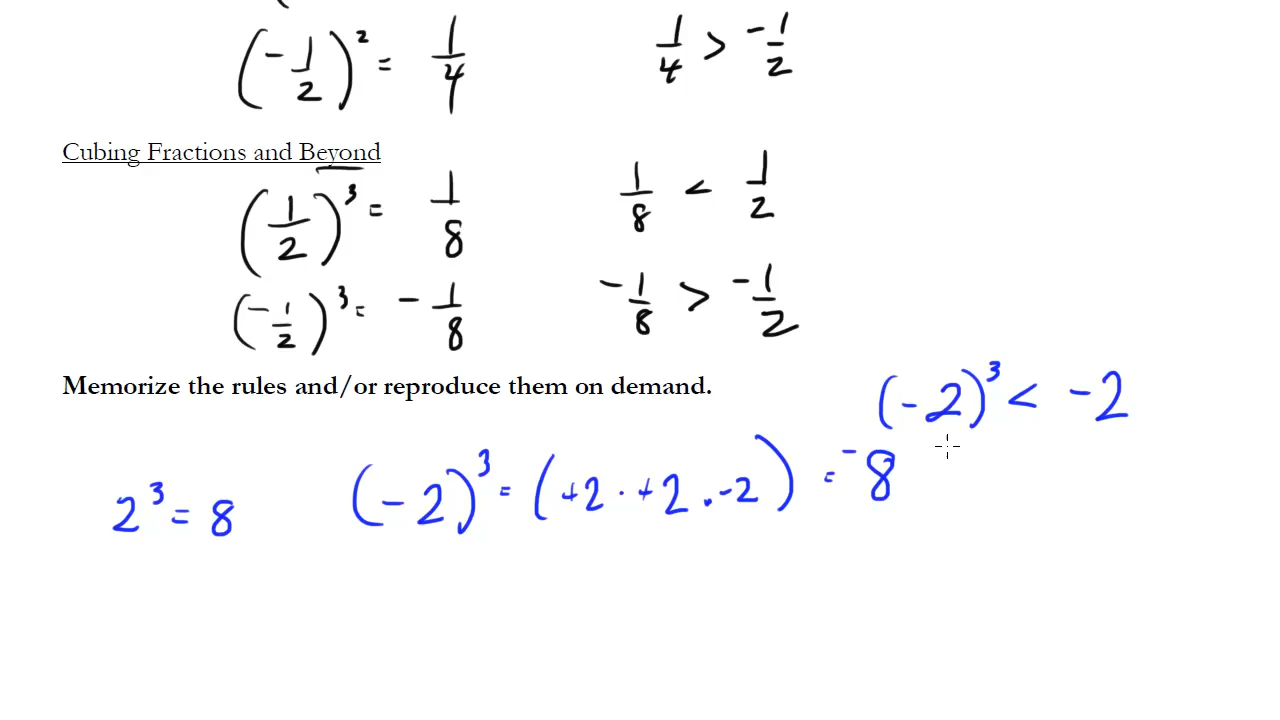 (-1/2)² = 1/4    1/4 > -1/2
Cubing Fractions and Beyond
(1/2)³ = 1/8    1/8 < 1/2
(-1/2)³ = -1/8    -1/8 > -1/2
Memorize the rules and/or reproduce them on demand.
(-2)³ < -2
2³ = 8    (-2)³ = (+2 · +2 · -2) = -8